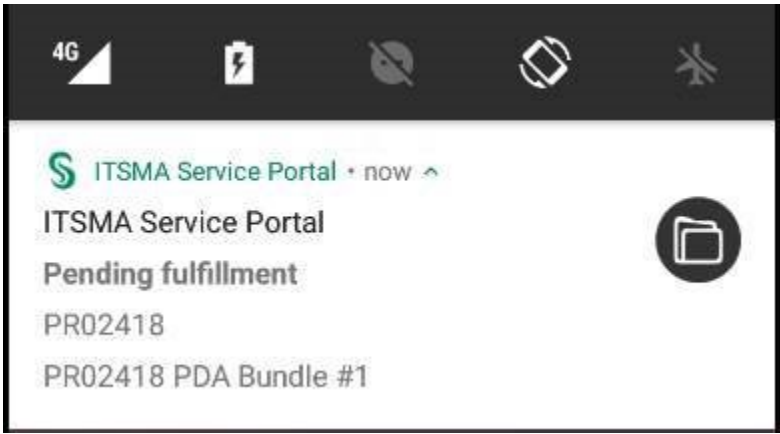 4G
ITSMA Service Portal • now
ITSMA Service Portal
Pending fulfillment
PR02418
PR02418 PDA Bundle #1